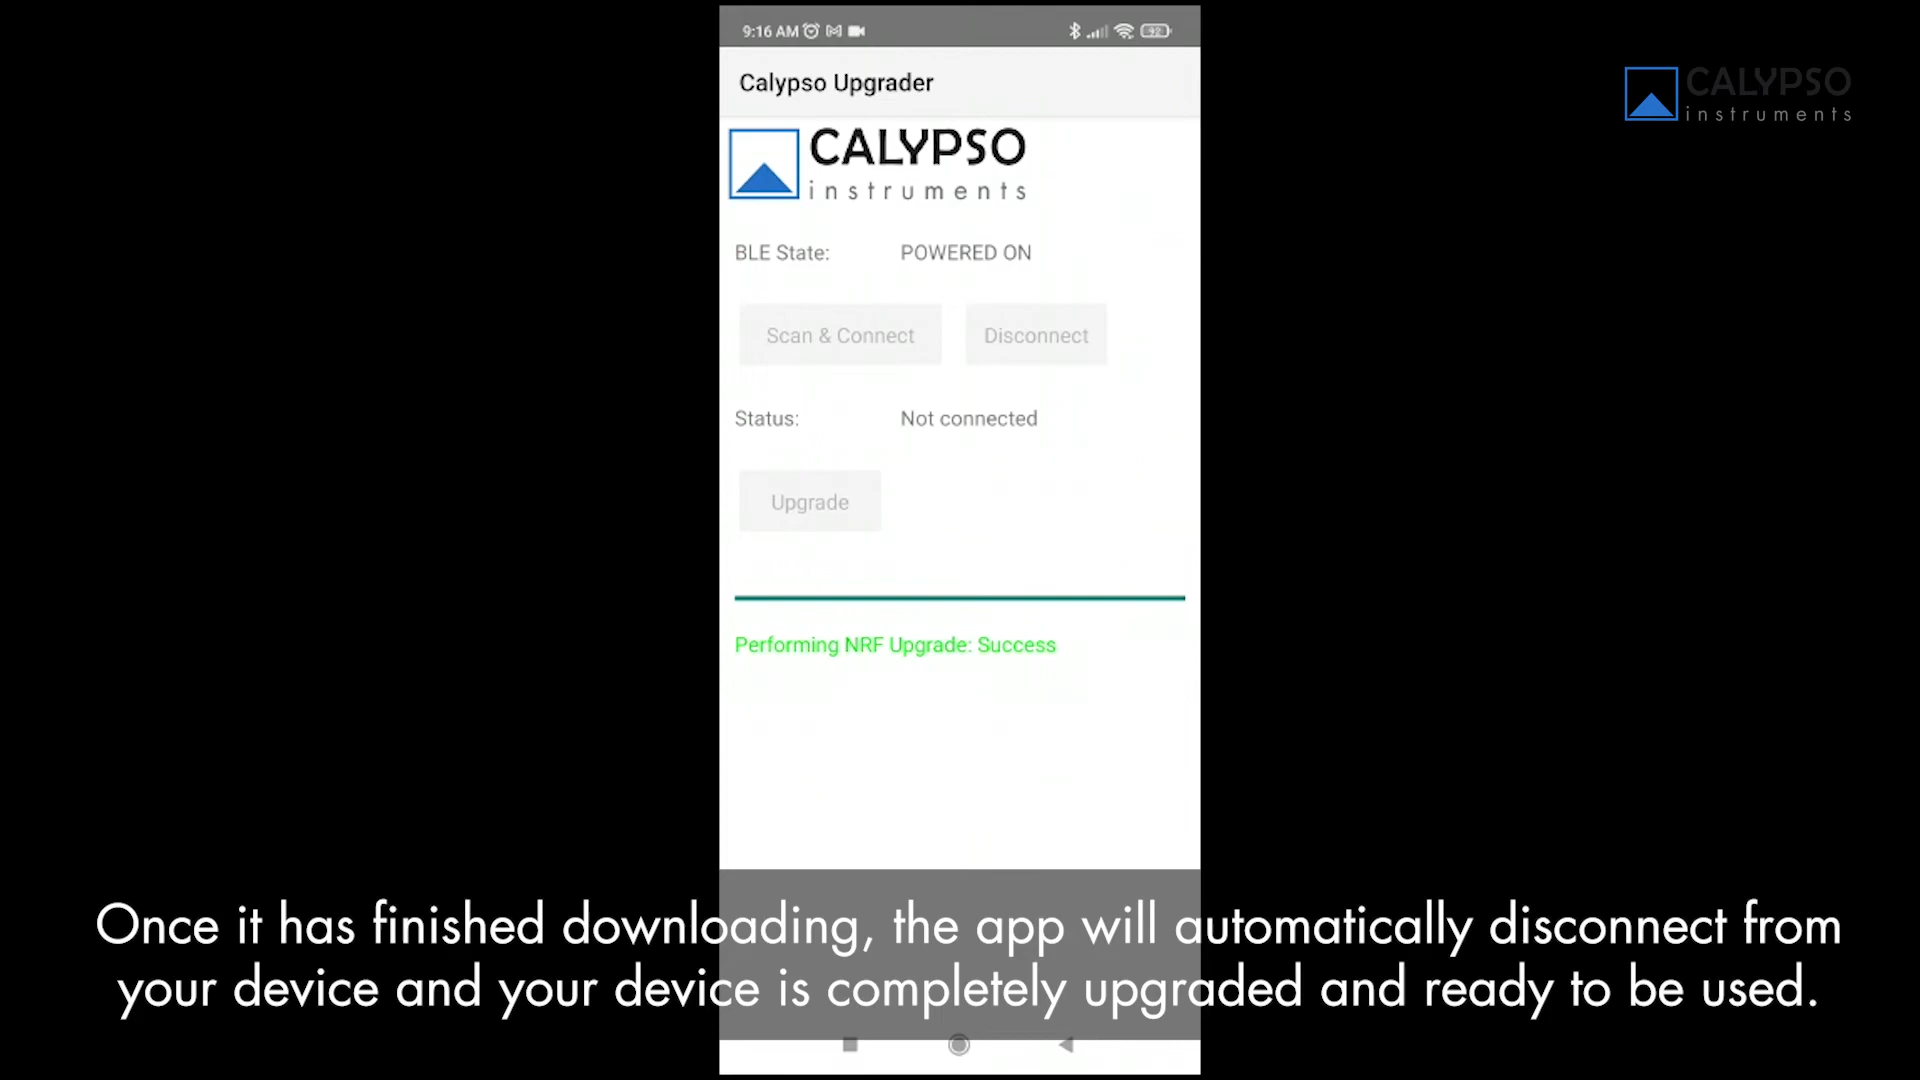 9:16 AM
92
Calypso Upgrader
CALYPSO
instruments
CALYPSO
instruments
BLE State: POWERED ON
Scan & Connect Disconnect
Status: Not connected
Upgrade
Performing NRF Upgrade: Success
Once it has finished downloading, the app will automatically disconnect from
your device and your device is completely upgraded and ready to be used.